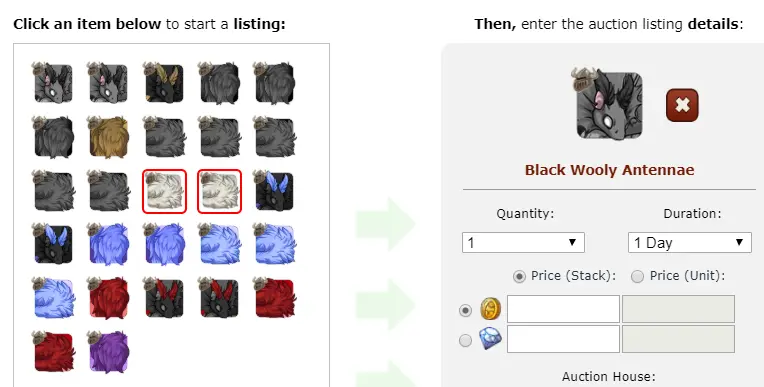 Click an item below to start a listing:
Then, enter the auction listing details:
Black Wooly Antennae
Quantity:
Duration:
1
1 Day
Price (Stack):
Price (Unit):
Auction House: